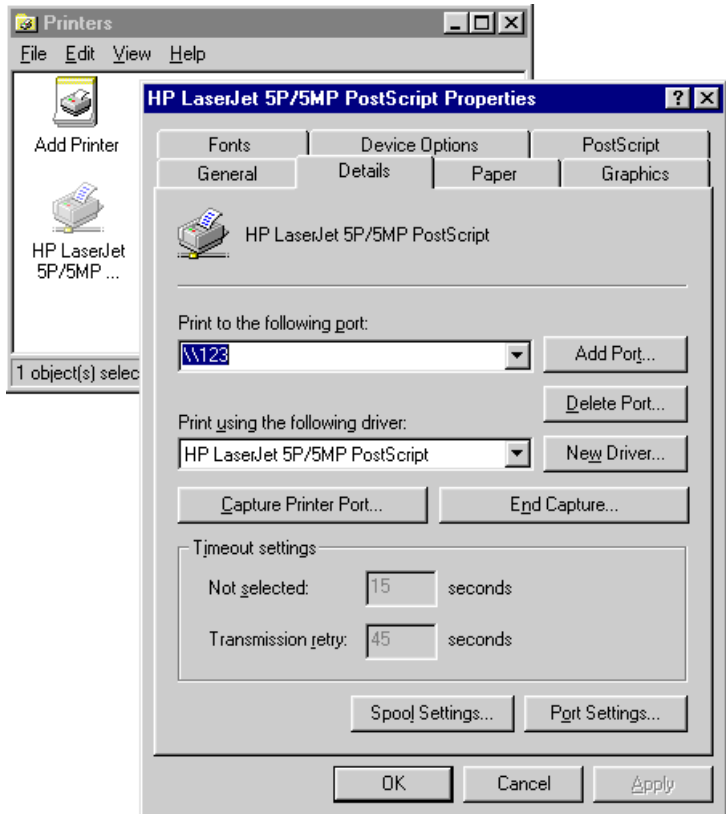 Printers
File Edit View Help
Add Printer
HP LaserJet
5P/5MP ...
1 object(s) selec
HP LaserJet 5P/5MP PostScript Properties
Fonts Device Options PostScript
General Details Paper Graphics
HP LaserJet 5P/5MP PostScript
Print to the following port:
\\123
Add Port...
Delete Port...
Print using the following driver:
HP LaserJet 5P/5MP PostScript
New Driver...
Capture Printer Port... End Capture...
Timeout settings
Not selected: 15 seconds
Transmission retry: 45 seconds
Spool Settings... Port Settings...
OK Cancel Apply